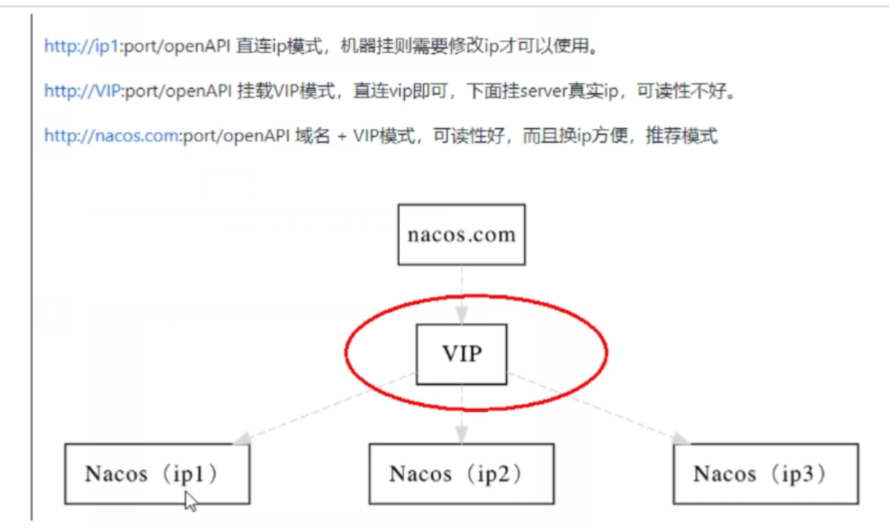 http://ip1:port/openAPI 直连ip模式，机器挂则需要修改ip才可以使用。
http://VIP:port/openAPI 挂载VIP模式，直连vip即可，下面挂server真实ip，可读性不好。
http://nacos.com:port/openAPI 域名 + VIP模式，可读性好，而且换ip方便，推荐模式
nacos.com
VIP
Nacos（ip1） Nacos（ip2） Nacos（ip3）